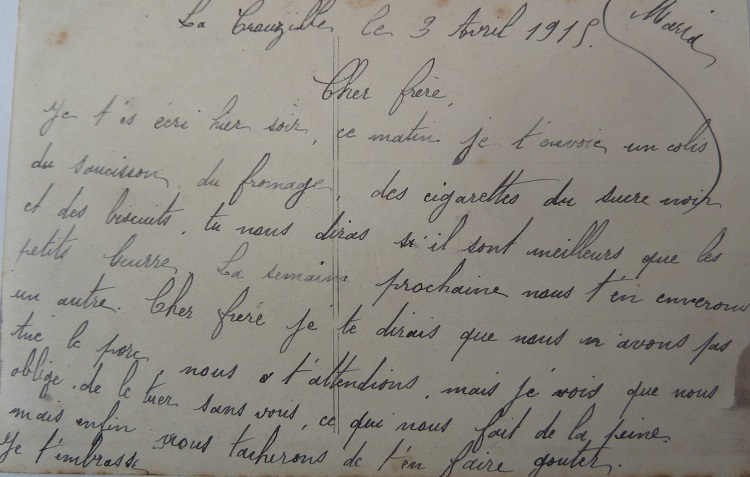 La Crouzille le 3 Avril 1915.
Maria
Cher frère,
Je t'es écri hier soir, ce matin je t'envoie un colis
du saucisson, du fromage, des cigarettes du sucre noir
et des biscuits, tu nous diras si il sont meilleurs que les
petits beurre, La semaine prochaine nous t'en enverons
un autre. Cher frère je te dirais que nous n'avons pas
tué le porc, nous t'attendions, mais je vois que nous
oblige de le tuer sans vous, ce qui nous fait de la peine
mais enfin nous tacherons de t'en faire gouter.
Je t'embrasse